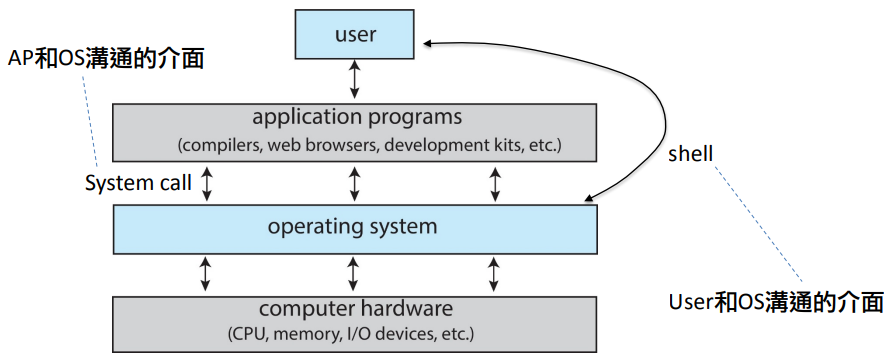 user
AP和OS溝通的介面
application programs
(compilers, web browsers, development kits, etc.)
shell
System call
operating system
computer hardware
(CPU, memory, I/O devices, etc.)
User和OS溝通的介面